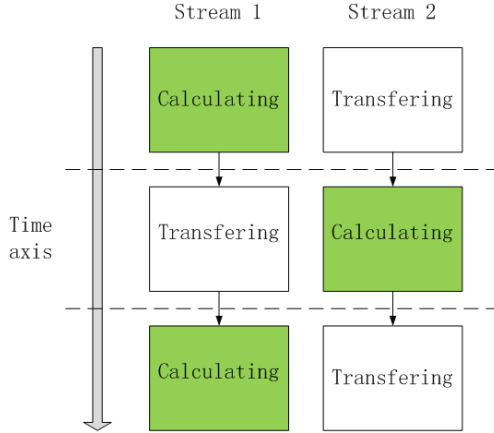 Stream 1 Stream 2
Calculating Transfering
Time
axis
Transfering Calculating
Calculating Transfering